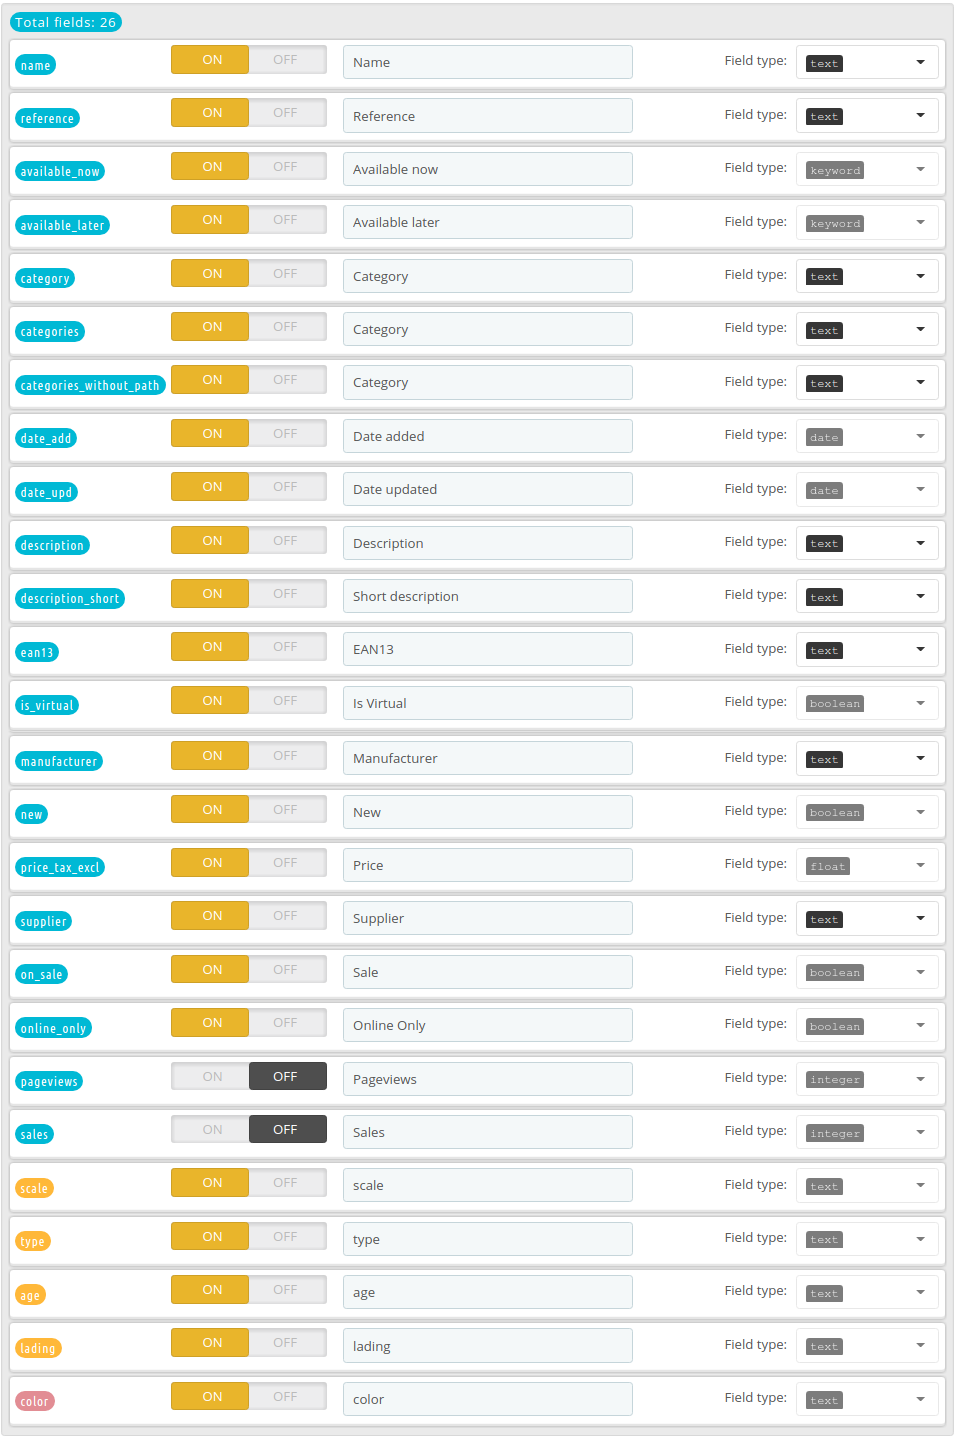 Total fields: 26
name ON OFF Name Field type: text
reference ON OFF Reference Field type: text
available_now ON OFF Available now Field type: keyword
available_later ON OFF Available later Field type: keyword
category ON OFF Category Field type: text
categories ON OFF Category Field type: text
categories_without_path ON OFF Category Field type: text
date_add ON OFF Date added Field type: date
date_upd ON OFF Date updated Field type: date
description ON OFF Description Field type: text
description_short ON OFF Short description Field type: text
ean13 ON OFF EAN13 Field type: text
is_virtual ON OFF Is Virtual Field type: boolean
manufacturer ON OFF Manufacturer Field type: text
new ON OFF New Field type: boolean
price_tax_excl ON OFF Price Field type: float
supplier ON OFF Supplier Field type: text
on_sale ON OFF Sale Field type: boolean
online_only ON OFF Online Only Field type: boolean
pageviews ON OFF Pageviews Field type: integer
sales ON OFF Sales Field type: integer
scale ON OFF scale Field type: text
type ON OFF type Field type: text
age ON OFF age Field type: text
lading ON OFF lading Field type: text
color ON OFF color Field type: text